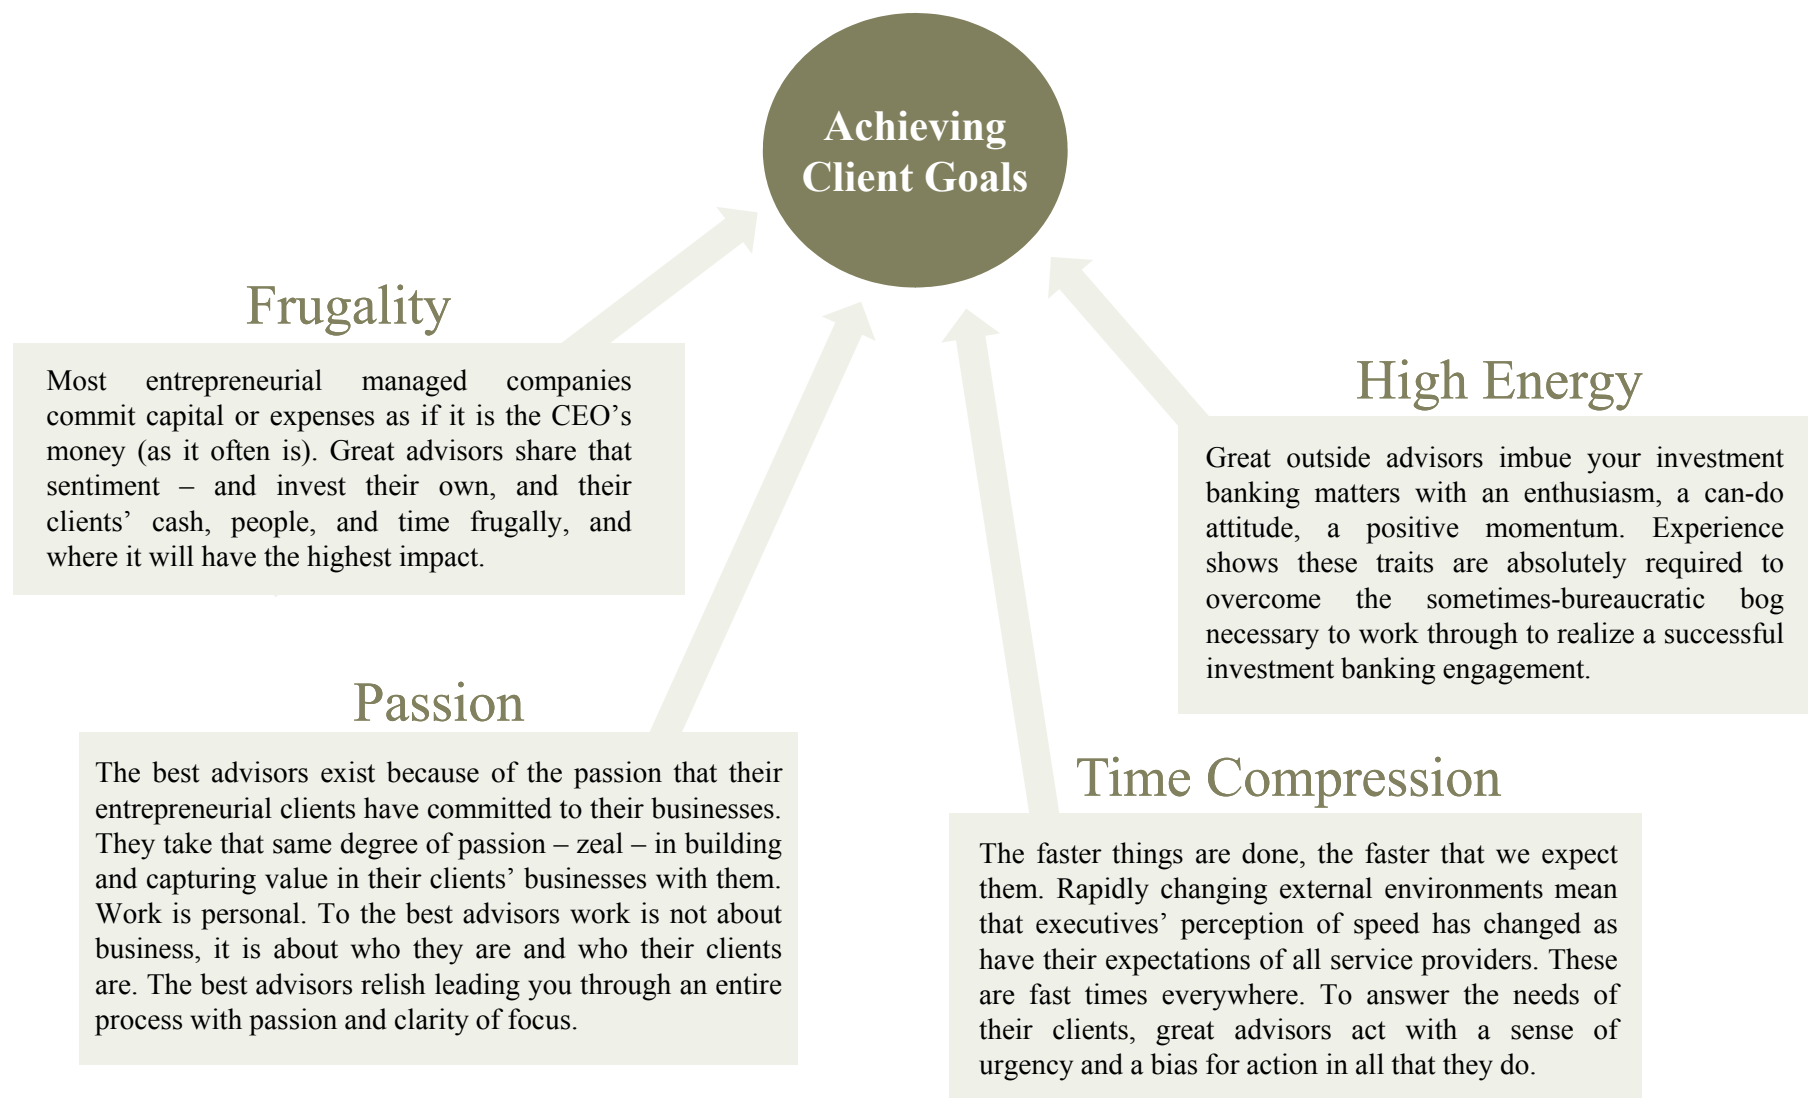 Achieving
Client Goals
Frugality
Most entrepreneurial managed companies
commit capital or expenses as if it is the CEO’s
money (as it often is). Great advisors share that
sentiment – and invest their own, and their
clients’ cash, people, and time frugally, and
where it will have the highest impact.
High Energy
Great outside advisors imbue your investment
banking matters with an enthusiasm, a can-do
attitude, a positive momentum. Experience
shows these traits are absolutely required to
overcome the sometimes-bureaucratic bog
necessary to work through to realize a successful
investment banking engagement.
Passion
The best advisors exist because of the passion that their
entrepreneurial clients have committed to their businesses.
They take that same degree of passion – zeal – in building
and capturing value in their clients’ businesses with them.
Work is personal. To the best advisors work is not about
business, it is about who they are and who their clients
are. The best advisors relish leading you through an entire
process with passion and clarity of focus.
Time Compression
The faster things are done, the faster that we expect
them. Rapidly changing external environments mean
that executives’ perception of speed has changed as
have their expectations of all service providers. These
are fast times everywhere. To answer the needs of
their clients, great advisors act with a sense of
urgency and a bias for action in all that they do.